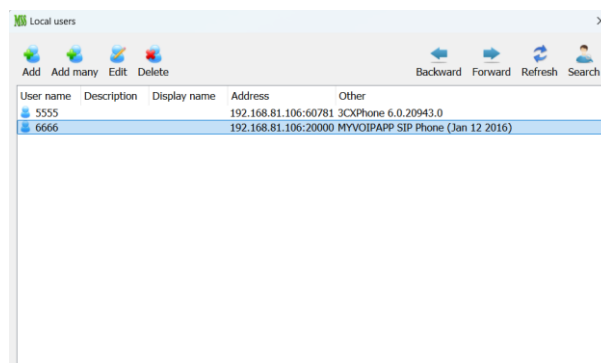 Local users
Add Add many Edit Delete Backward Forward Refresh Search
User name Description Display name Address Other
5555 192.168.81.106:60781 3CXPhone 6.0.20943.0
6666 192.168.81.106:20000 MYVOIPAPP SIP Phone (Jan 12 2016)